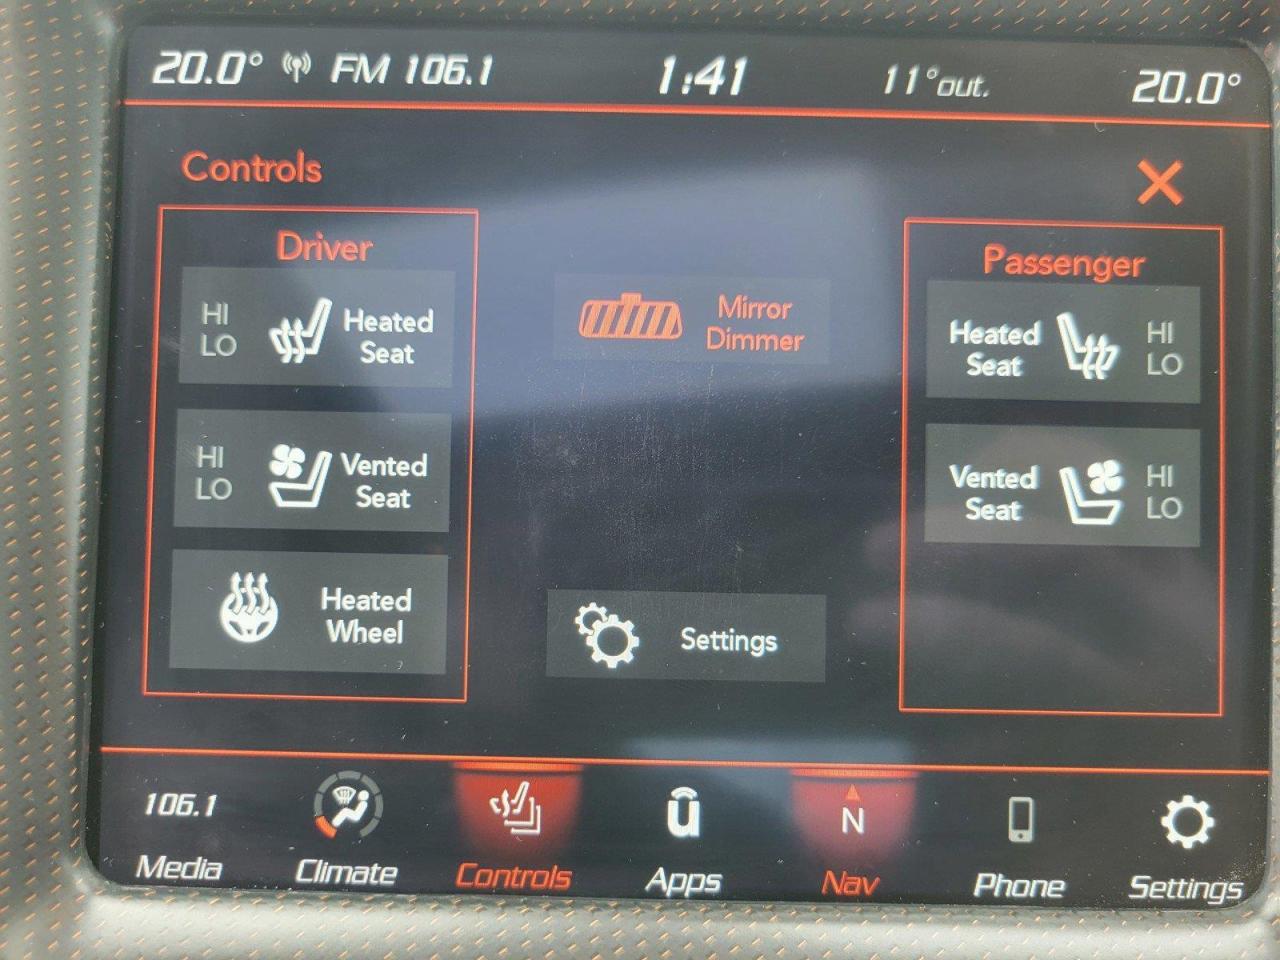 20.0° FM 106.1 1:41 11° out. 20.0°
Controls
Driver
HI
LO
Heated
Seat
HI
LO
Vented
Seat
Heated
Wheel
Mirror
Dimmer
Settings
Passenger
Heated
Seat
HI
LO
Vented
Seat
HI
LO
106.1
Media
Climate
Controls
u
Apps
N
Nav
Phone
Settings